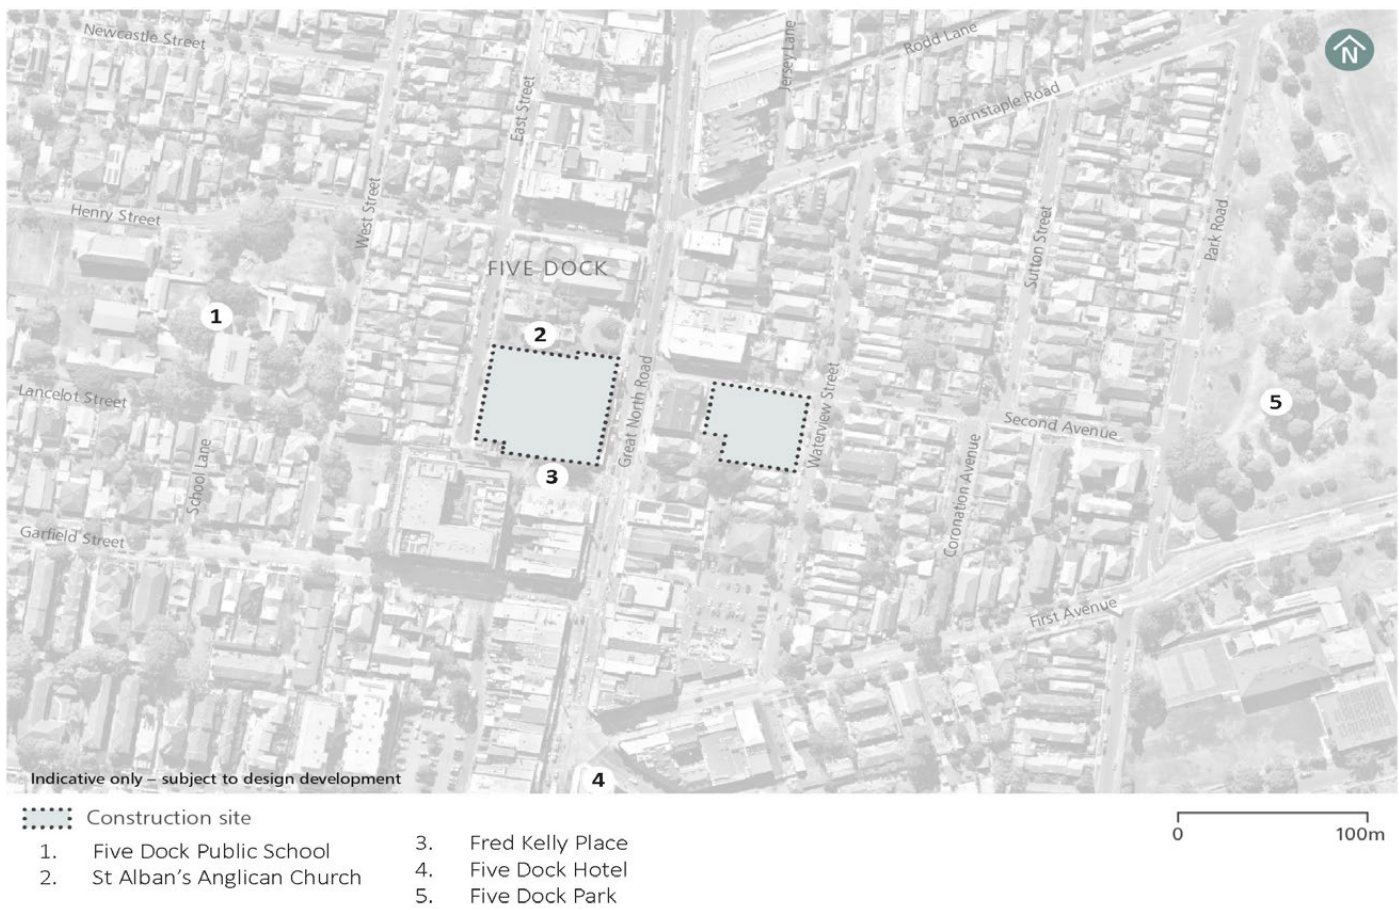 Newcastle Street
East Street
Jersey Lane
Rodd Lane
N
Barnstaple Road
Henry Street
West Street
Sutton Street
Park Road
FIVE DOCK
1
2
Lancelot Street
Great North Road
Waterview Street
5
Second Avenue
School Lane
3
Coronation Avenue
Garfield Street
First Avenue
4
Indicative only – subject to design development
Construction site
1. Five Dock Public School
2. St Alban's Anglican Church
3. Fred Kelly Place
4. Five Dock Hotel
5. Five Dock Park
0 100m